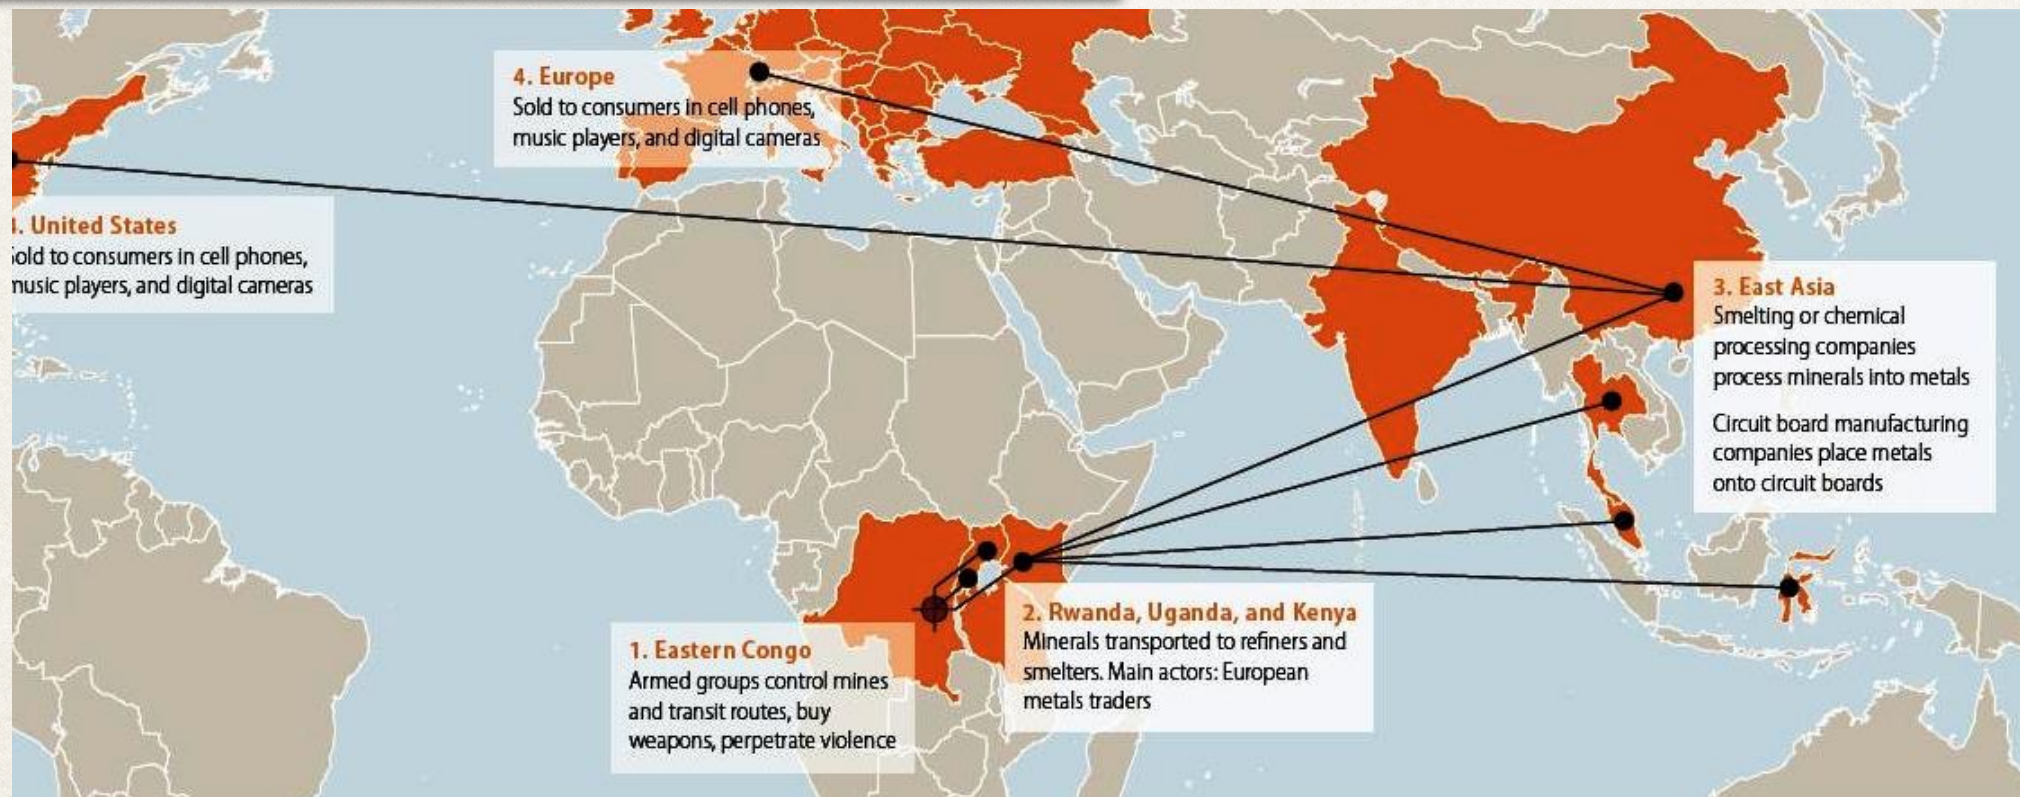 4. Europe
Sold to consumers in cell phones,
music players, and digital cameras
. United States
old to consumers in cell phones,
music players, and digital cameras
3. East Asia
Smelting or chemical
processing companies
process minerals into metals
Circuit board manufacturing
companies place metals
onto circuit boards
2. Rwanda, Uganda, and Kenya
Minerals transported to refiners and
smelters. Main actors: European
metals traders
1. Eastern Congo
Armed groups control mines
and transit routes, buy
weapons, perpetrate violence